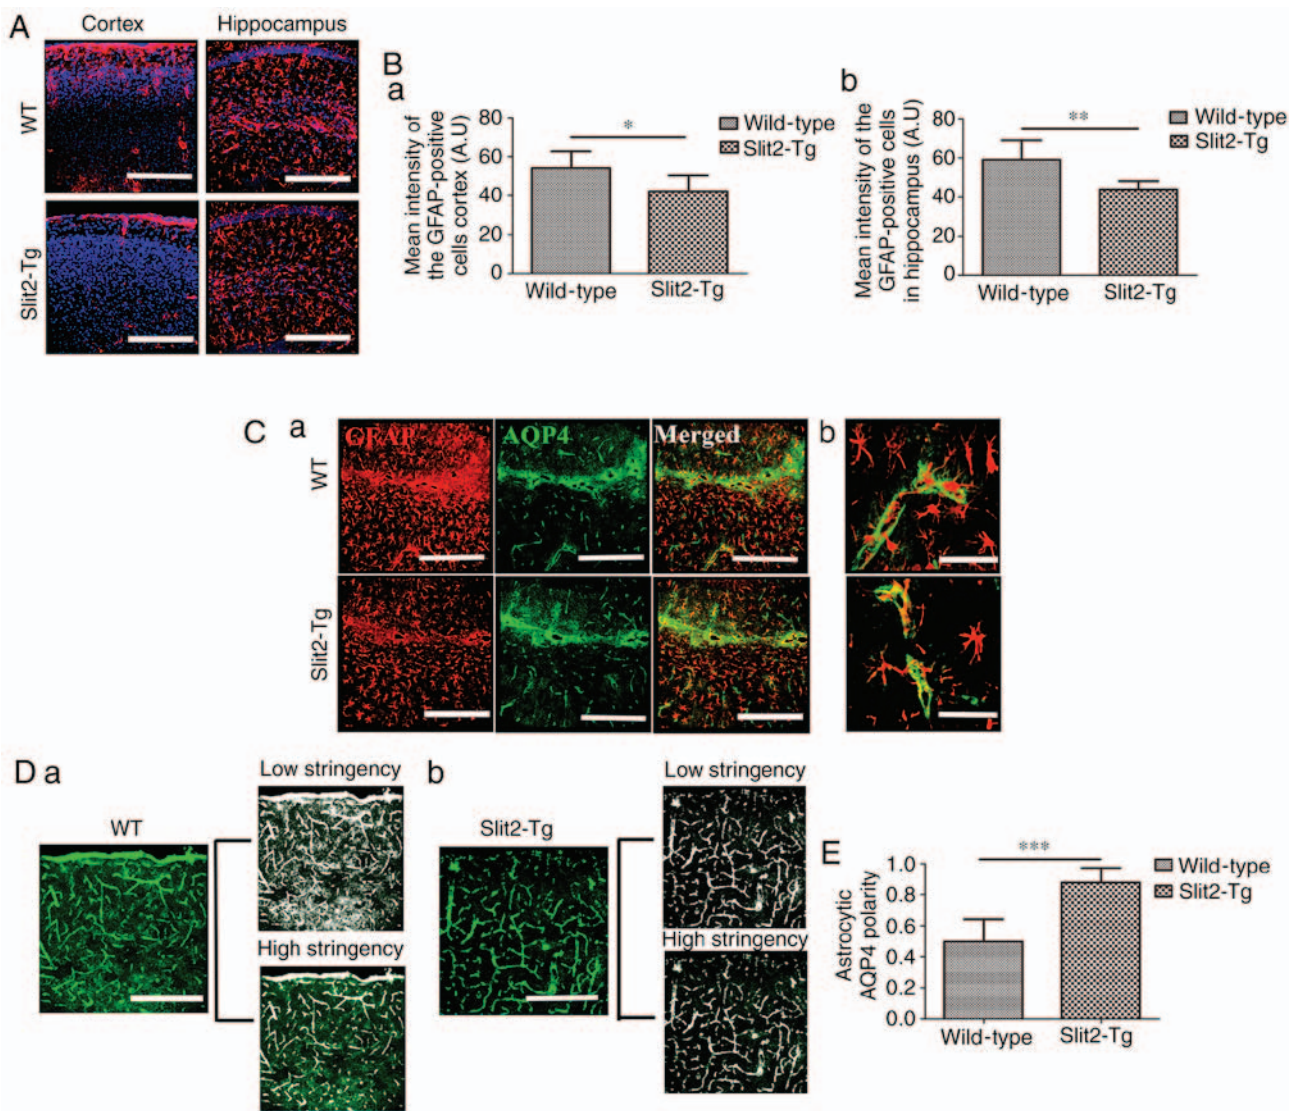 A
Cortex
Hippocampus
WT
Slit2-Tg
B
a
Mean intensity of
the GFAP-positive
cells cortex (A.U)
80
60
40
20
0
*
Wild-type
Slit2-Tg
Wild-type
Slit2-Tg
b
Mean intensity of the
GFAP-positive cells
in hippocampus (A.U)
80
60
40
20
0
**
Wild-type
Slit2-Tg
Wild-type
Slit2-Tg
C
a
GFAP
AQP4
Merged
b
WT
Slit2-Tg
D a
WT
Low stringency
High stringency
b
Slit2-Tg
Low stringency
High stringency
E
Astrocytic
AQP4 polarity
1.0
0.8
0.6
0.4
0.2
0.0
***
Wild-type
Slit2-Tg
Wild-type
Slit2-Tg